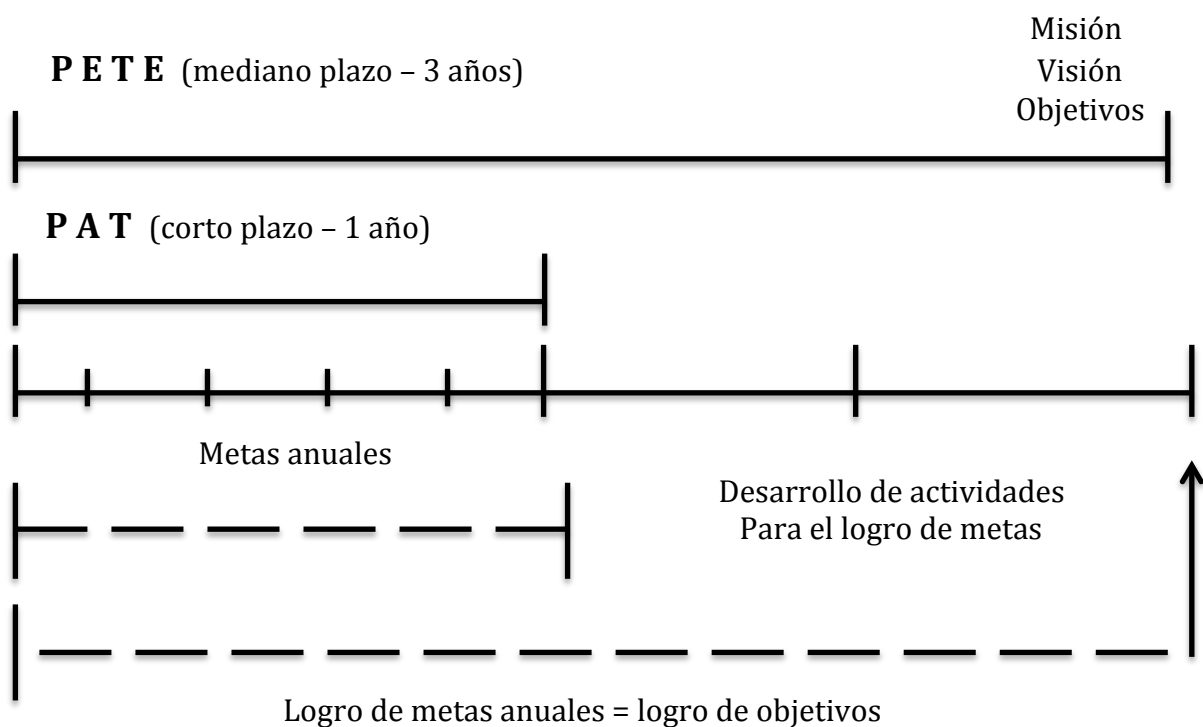 Misión
P E T E (mediano plazo – 3 años)
Visión
Objetivos
P A T (corto plazo – 1 año)
Metas anuales
Desarrollo de actividades
Para el logro de metas
Logro de metas anuales = logro de objetivos